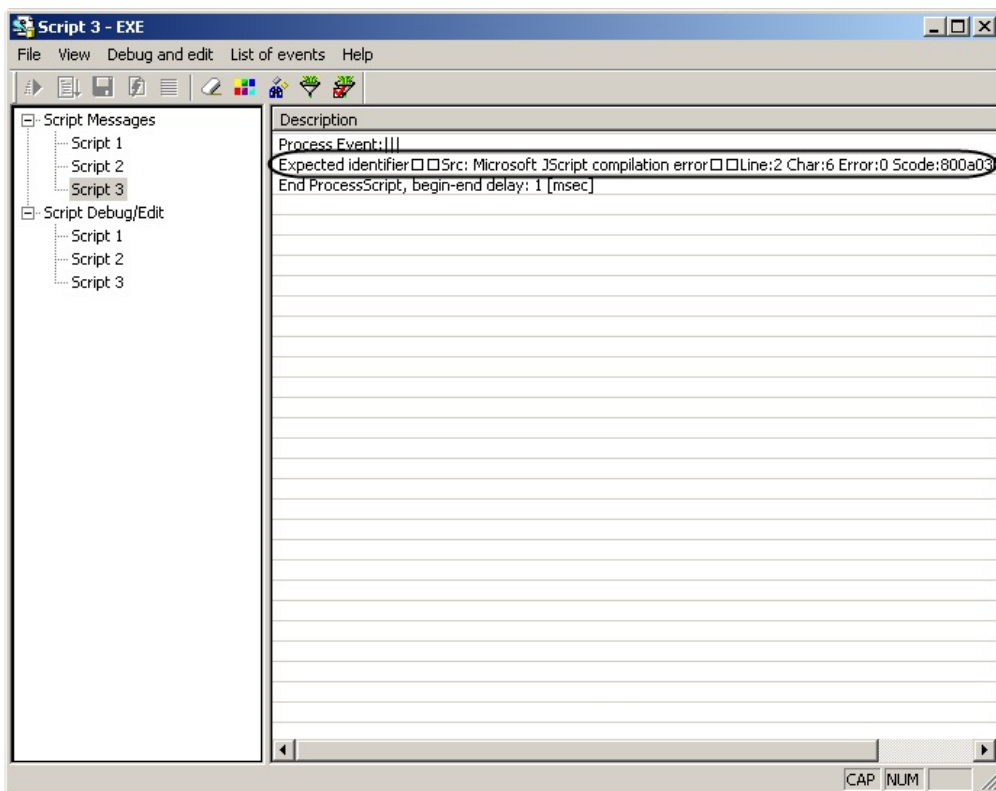 Script 3 - EXE
File View Debug and edit List of events Help
Script Messages
Script 1
Script 2
Script 3
Script Debug/Edit
Script 1
Script 2
Script 3
Description
Process Event:|||
Expected identifier□□Src: Microsoft JScript compilation error□□Line:2 Char:6 Error:0 Scode:800a03
End ProcessScript, begin-end delay: 1 [msec]
CAP NUM